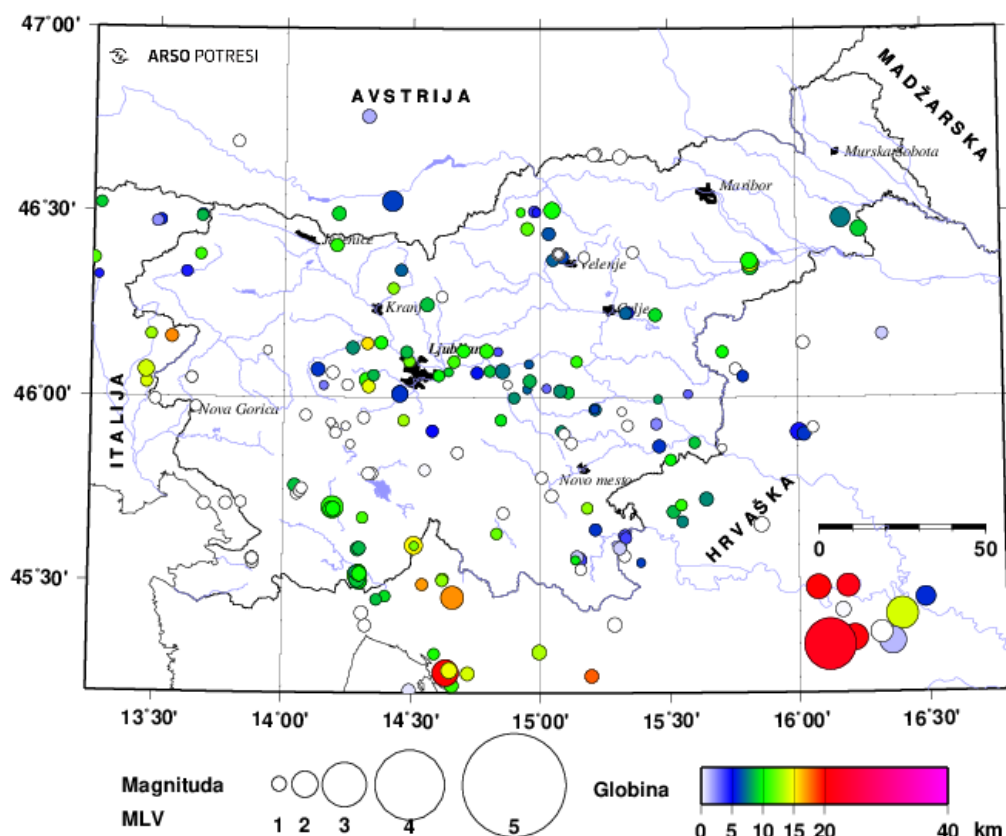 47°00'
ARSO POTRESI
AVSTRIJA
MADŽARSKA
Murska Sobota
Maribor
46°30'
Jesenice
Velenje
Kranj
Celje
Ljubljana
46°00'
Nova Gorica
ITALIJA
Novo mesto
HRVAŠKA
0 50
45°30'
13°30' 14°00' 14°30' 15°00' 15°30' 16°00' 16°30'
Magnituda
MLV
1 2 3 4 5
Globina
0 5 10 15 20 40 km